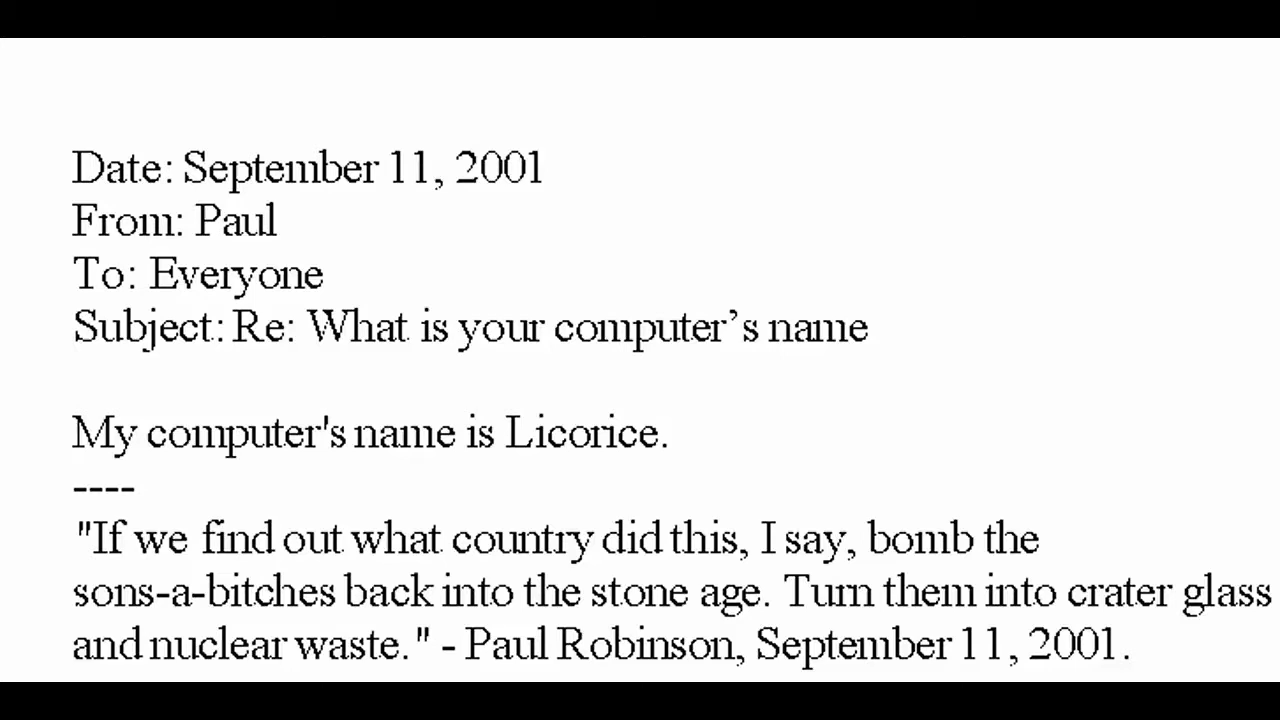 Date: September 11, 2001
From: Paul
To: Everyone
Subject: Re: What is your computer’s name
My computer's name is Licorice.
----
"If we find out what country did this, I say, bomb the
sons-a-bitches back into the stone age. Turn them into crater glass
and nuclear waste." - Paul Robinson, September 11, 2001.